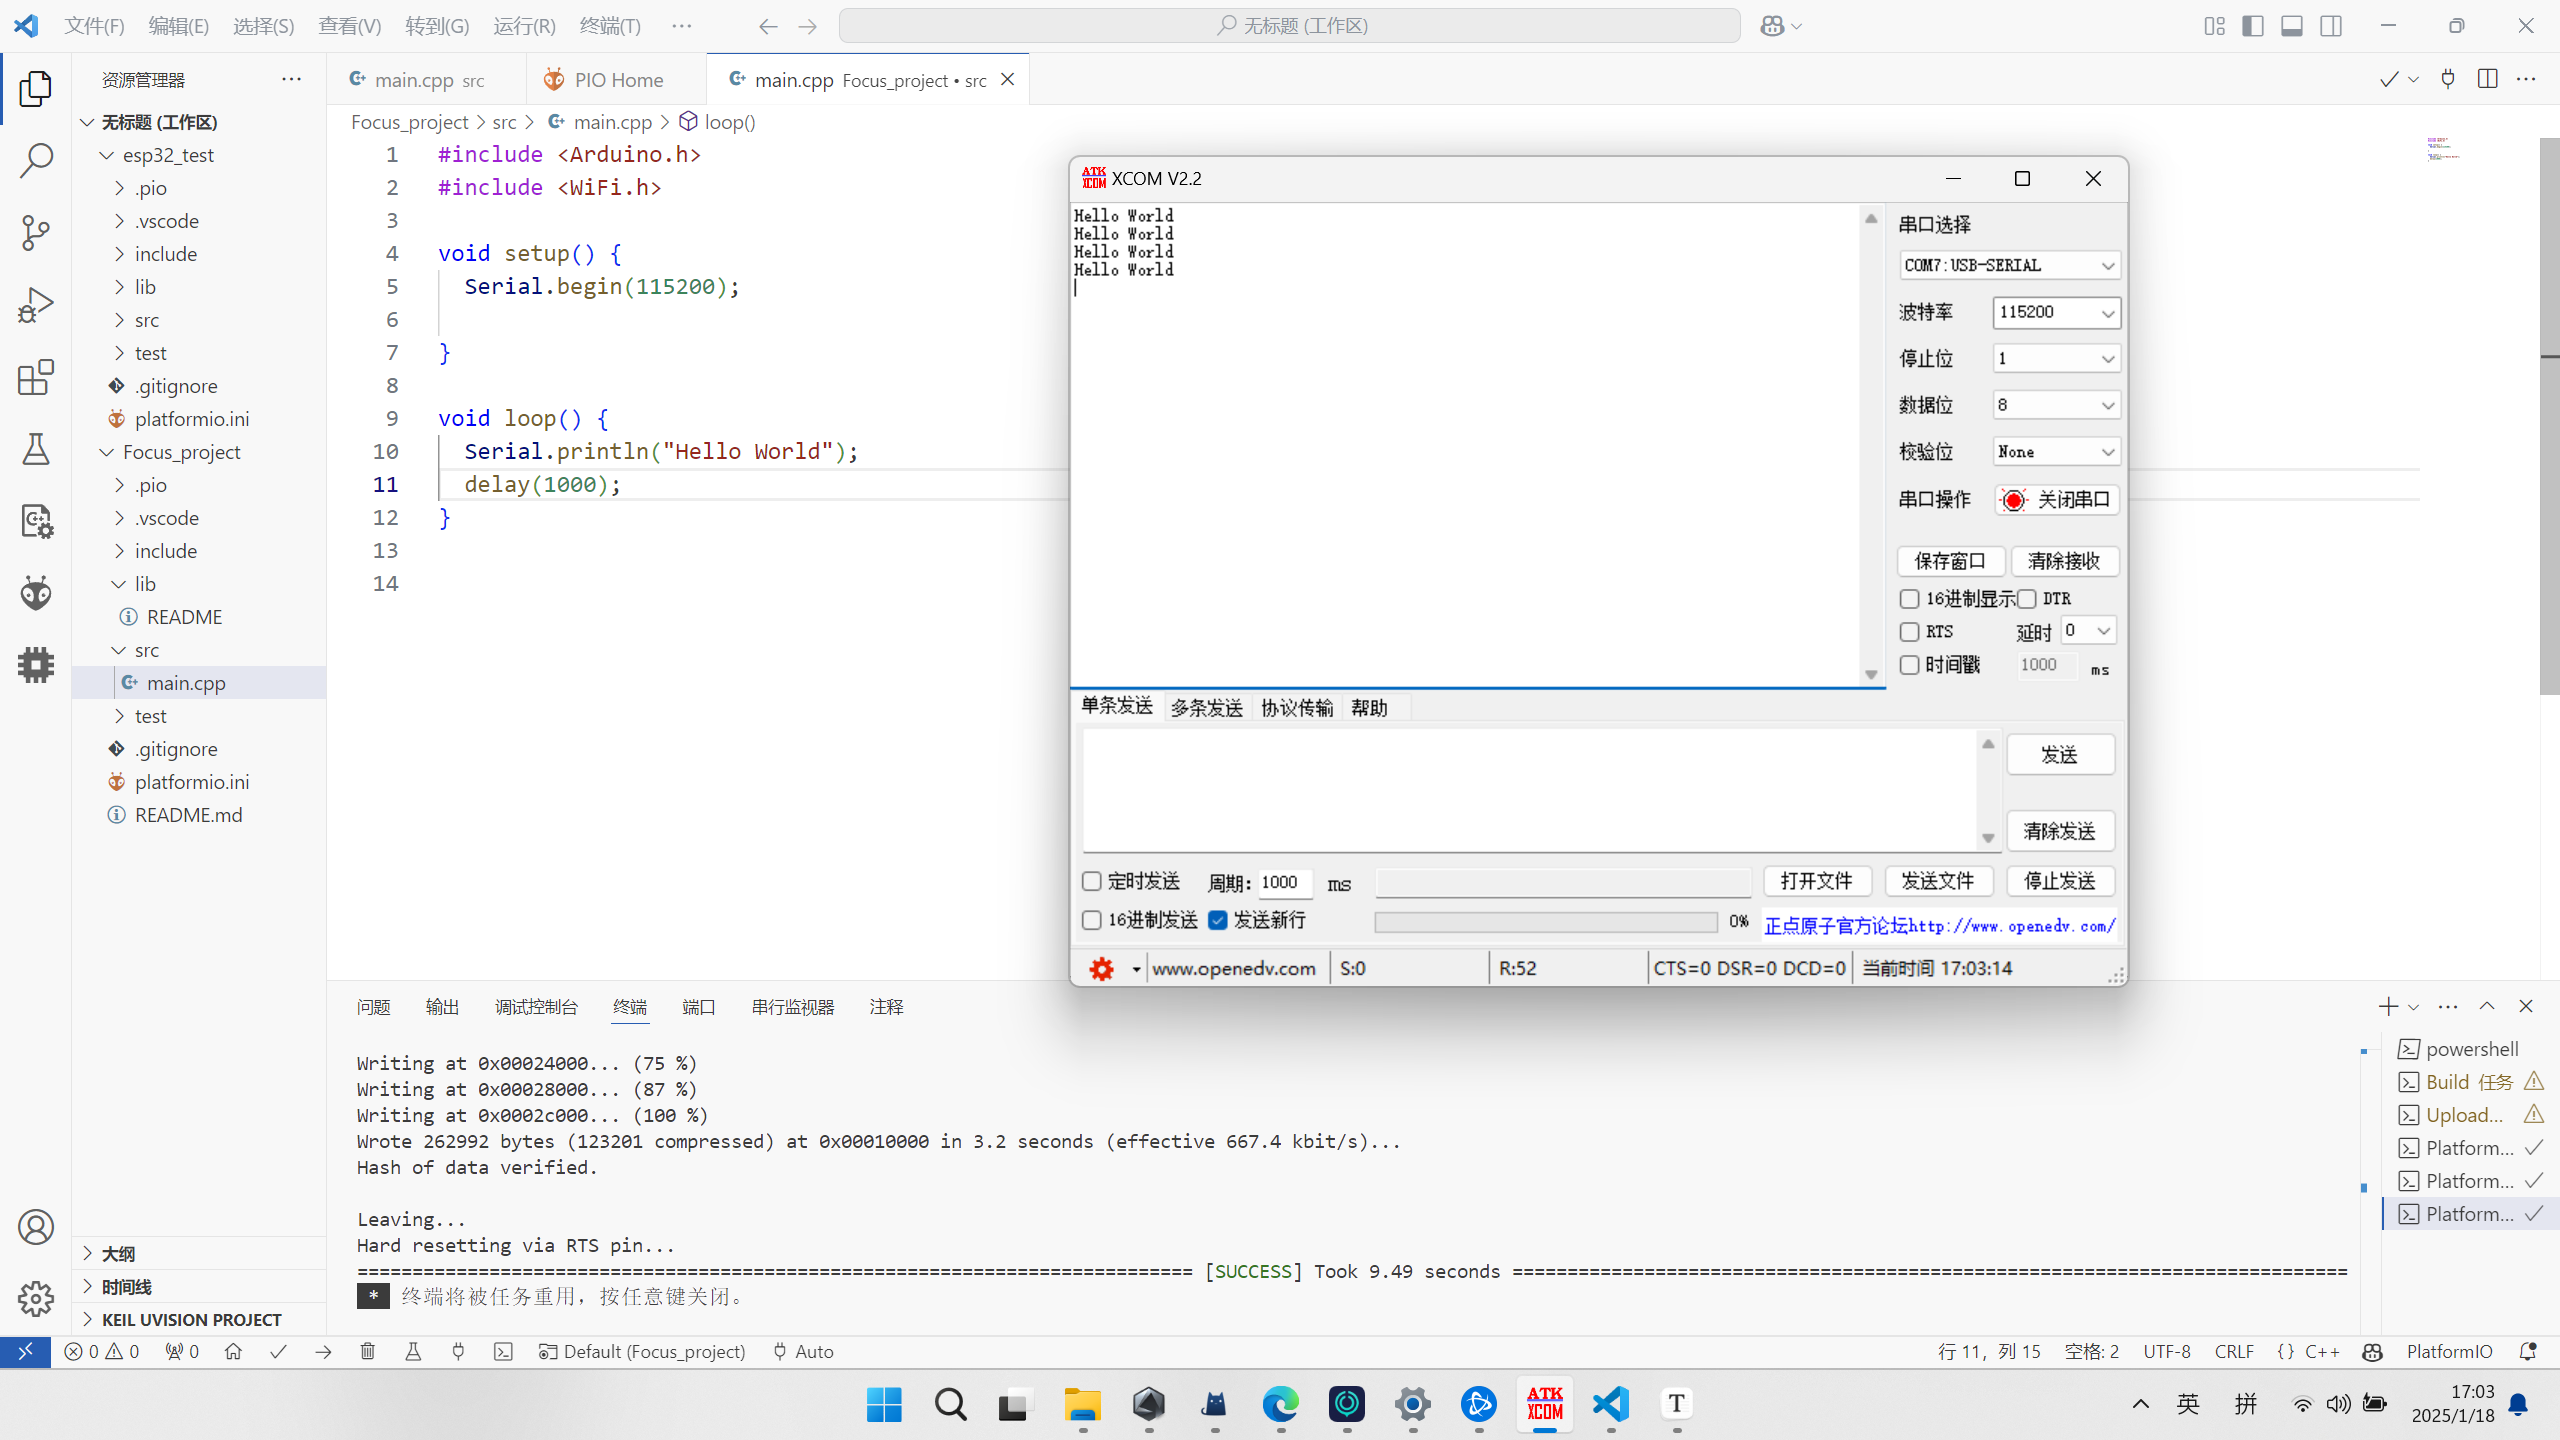 文件(F) 编辑(E) 选择(S) 查看(V) 转到(G) 运行(R) 终端(T) ··· 无标题 (工作区)
资源管理器 ···
main.cpp src PIO Home main.cpp Focus_project • src
无标题 (工作区)
esp32_test
.pio
.vscode
include
lib
src
test
.gitignore
platformio.ini
Focus_project
.pio
.vscode
include
lib
README
src
main.cpp
test
.gitignore
platformio.ini
README.md
大纲
时间线
KEIL UVISION PROJECT
Focus_project > src > main.cpp > loop()
1 #include <Arduino.h>
2 #include <WiFi.h>
3
4 void setup() {
5 Serial.begin(115200);
6
7 }
8
9 void loop() {
10 Serial.println("Hello World");
11 delay(1000);
12 }
13
14
ATK XCOM XCOM V2.2
Hello World
Hello World
Hello World
Hello World
串口选择
COM7:USB-SERIAL
波特率 115200
停止位 1
数据位 8
校验位 None
串口操作 关闭串口
保存窗口 清除接收
16进制显示 DTR
RTS 延时 0
时间戳 1000 ms
单条发送 多条发送 协议传输 帮助
发送
清除发送
定时发送 周期: 1000 ms 打开文件 发送文件 停止发送
16进制发送 发送新行 0% 正点原子官方论坛http://www.openedv.com/
www.openedv.com S:0 R:52 CTS=0 DSR=0 DCD=0 当前时间 17:03:14
问题 输出 调试控制台 终端 端口 串行监视器 注释
Writing at 0x00024000... (75 %)
Writing at 0x00028000... (87 %)
Writing at 0x0002c000... (100 %)
Wrote 262992 bytes (123201 compressed) at 0x00010000 in 3.2 seconds (effective 667.4 kbit/s)...
Hash of data verified.
Leaving...
Hard resetting via RTS pin...
============================================================================ [SUCCESS] Took 9.49 seconds ============================================================================
* 终端将被任务重用，按任意键关闭。
powershell
Build 任务
Upload...
Platform...
Platform...
Platform...
0 0 0 Default (Focus_project) Auto 行 11，列 15 空格: 2 UTF-8 CRLF {} C++ PlatformIO
ATK XCOM T 英 拼 17:03
2025/1/18